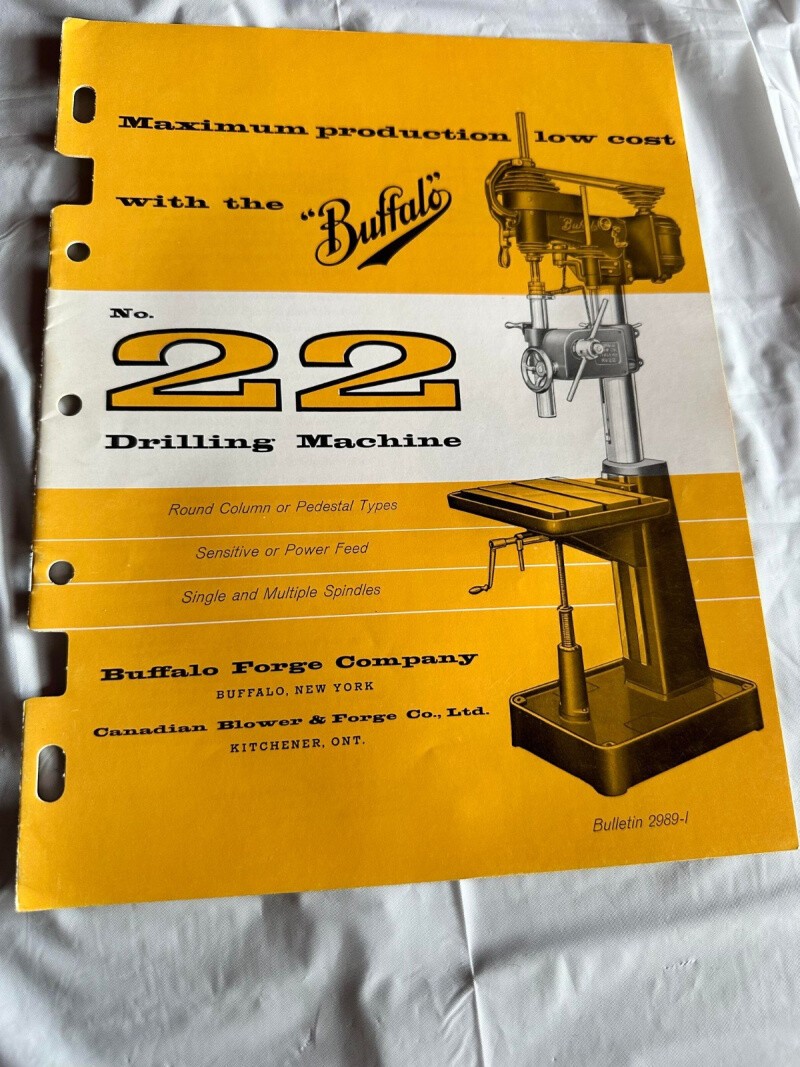 Maximum production low cost
with the "Buffalo"
No.
22
Drilling Machine
Round Column or Pedestal Types
Sensitive or Power Feed
Single and Multiple Spindles
Buffalo Forge Company
BUFFALO, NEW YORK
Canadian Blower & Forge Co., Ltd.
KITCHENER, ONT.
Bulletin 2989-I
Buffalo